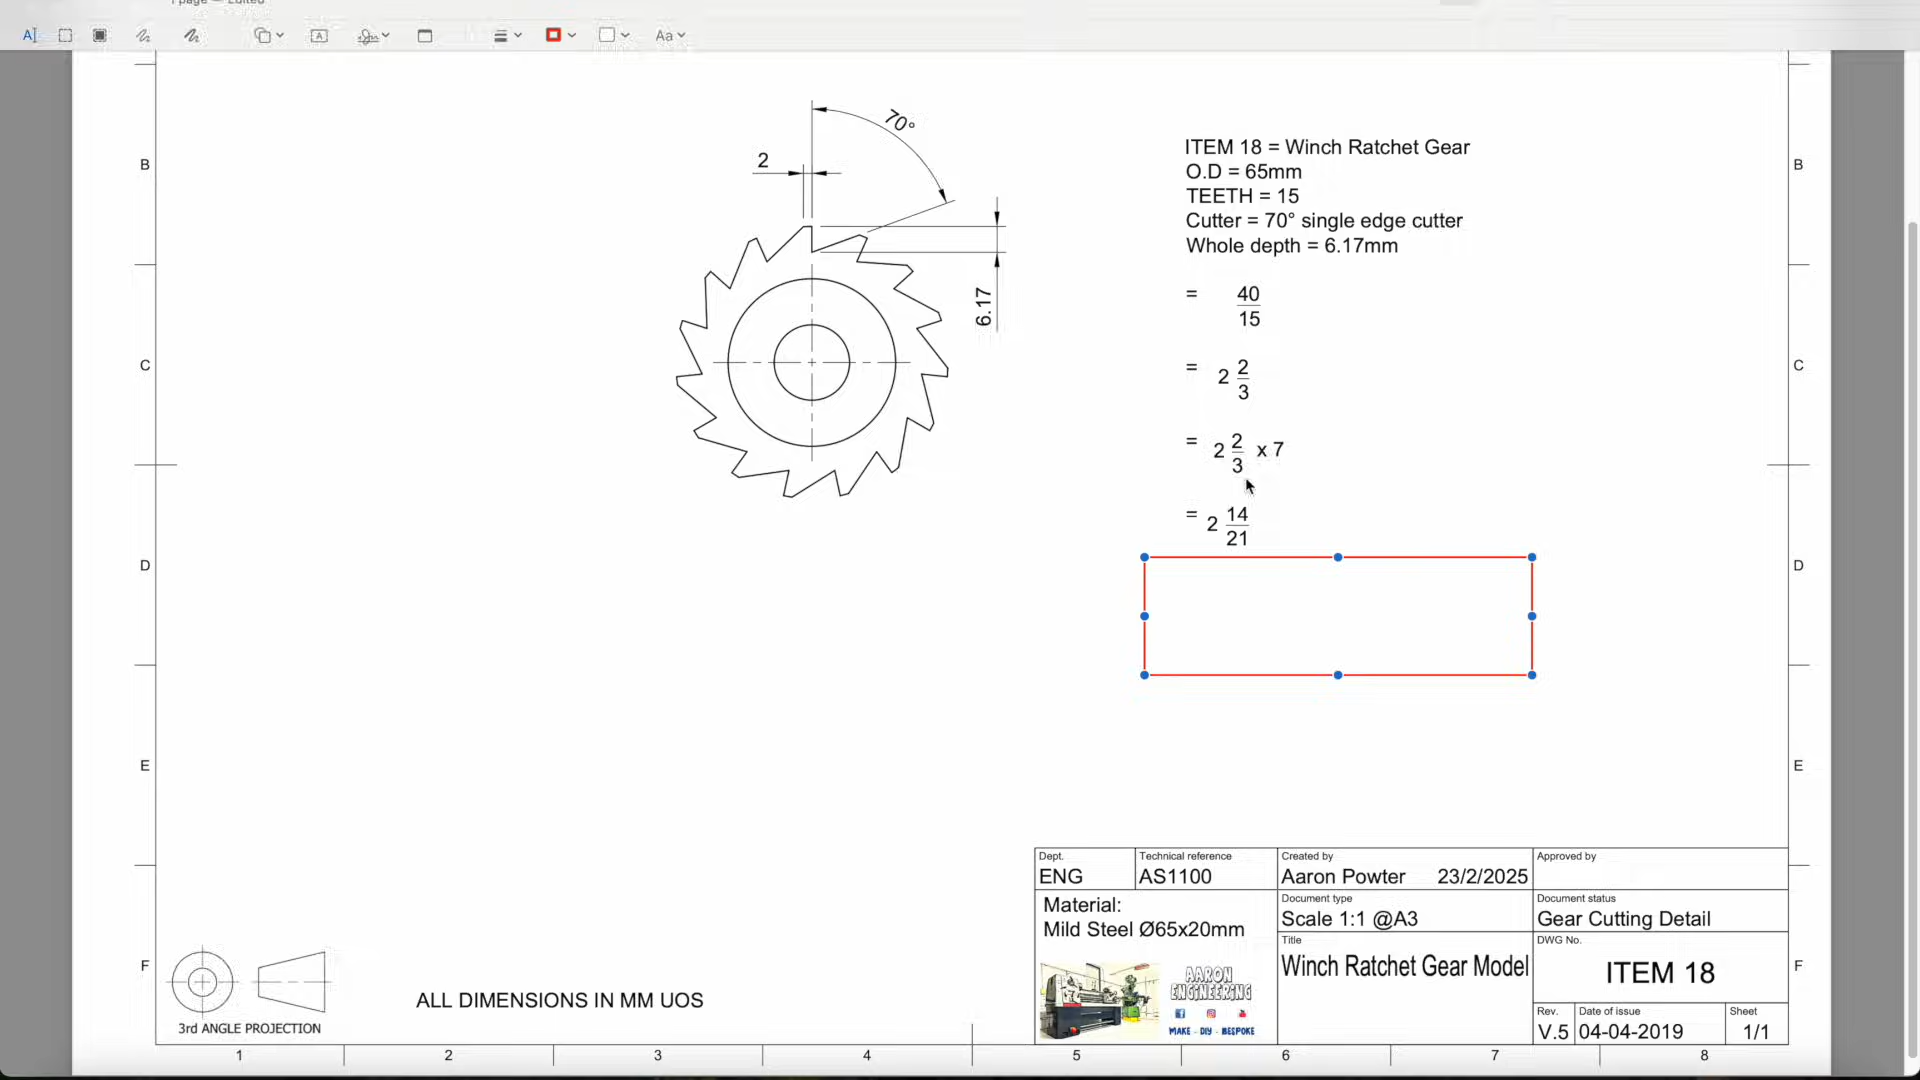 1 page — Edited
A
A
Aa
B
70°
2
6.17
ITEM 18 = Winch Ratchet Gear
O.D = 65mm
TEETH = 15
Cutter = 70° single edge cutter
Whole depth = 6.17mm
= 40
15
= 2 2
3
= 2 2 x 7
3
= 2 14
21
B
C
C
D
D
E
E
F
F
3rd ANGLE PROJECTION
ALL DIMENSIONS IN MM UOS
Dept.
ENG
Technical reference
AS1100
Created by
Aaron Powter 23/2/2025
Approved by
Material:
Mild Steel Ø65x20mm
Document type
Scale 1:1 @A3
Document status
Gear Cutting Detail
Title
Winch Ratchet Gear Model
DWG No.
ITEM 18
AARON
ENGINEERING
MAKE - DIY - BESPOKE
Rev.
V.5
Date of issue
04-04-2019
Sheet
1/1
1 2 3 4 5 6 7 8